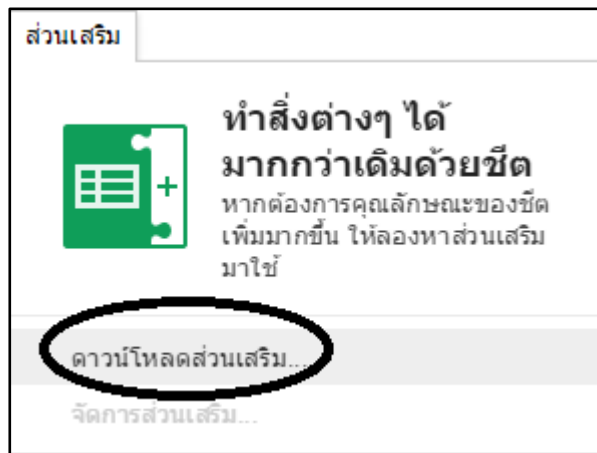 ส่วนเสริม
ทำสิ่งต่างๆ ได้
มากกว่าเดิมด้วยชีต
หากต้องการคุณลักษณะของชีต
เพิ่มมากขึ้น ให้ลองหาส่วนเสริม
มาใช้
ดาวน์โหลดส่วนเสริม...
จัดการส่วนเสริม...